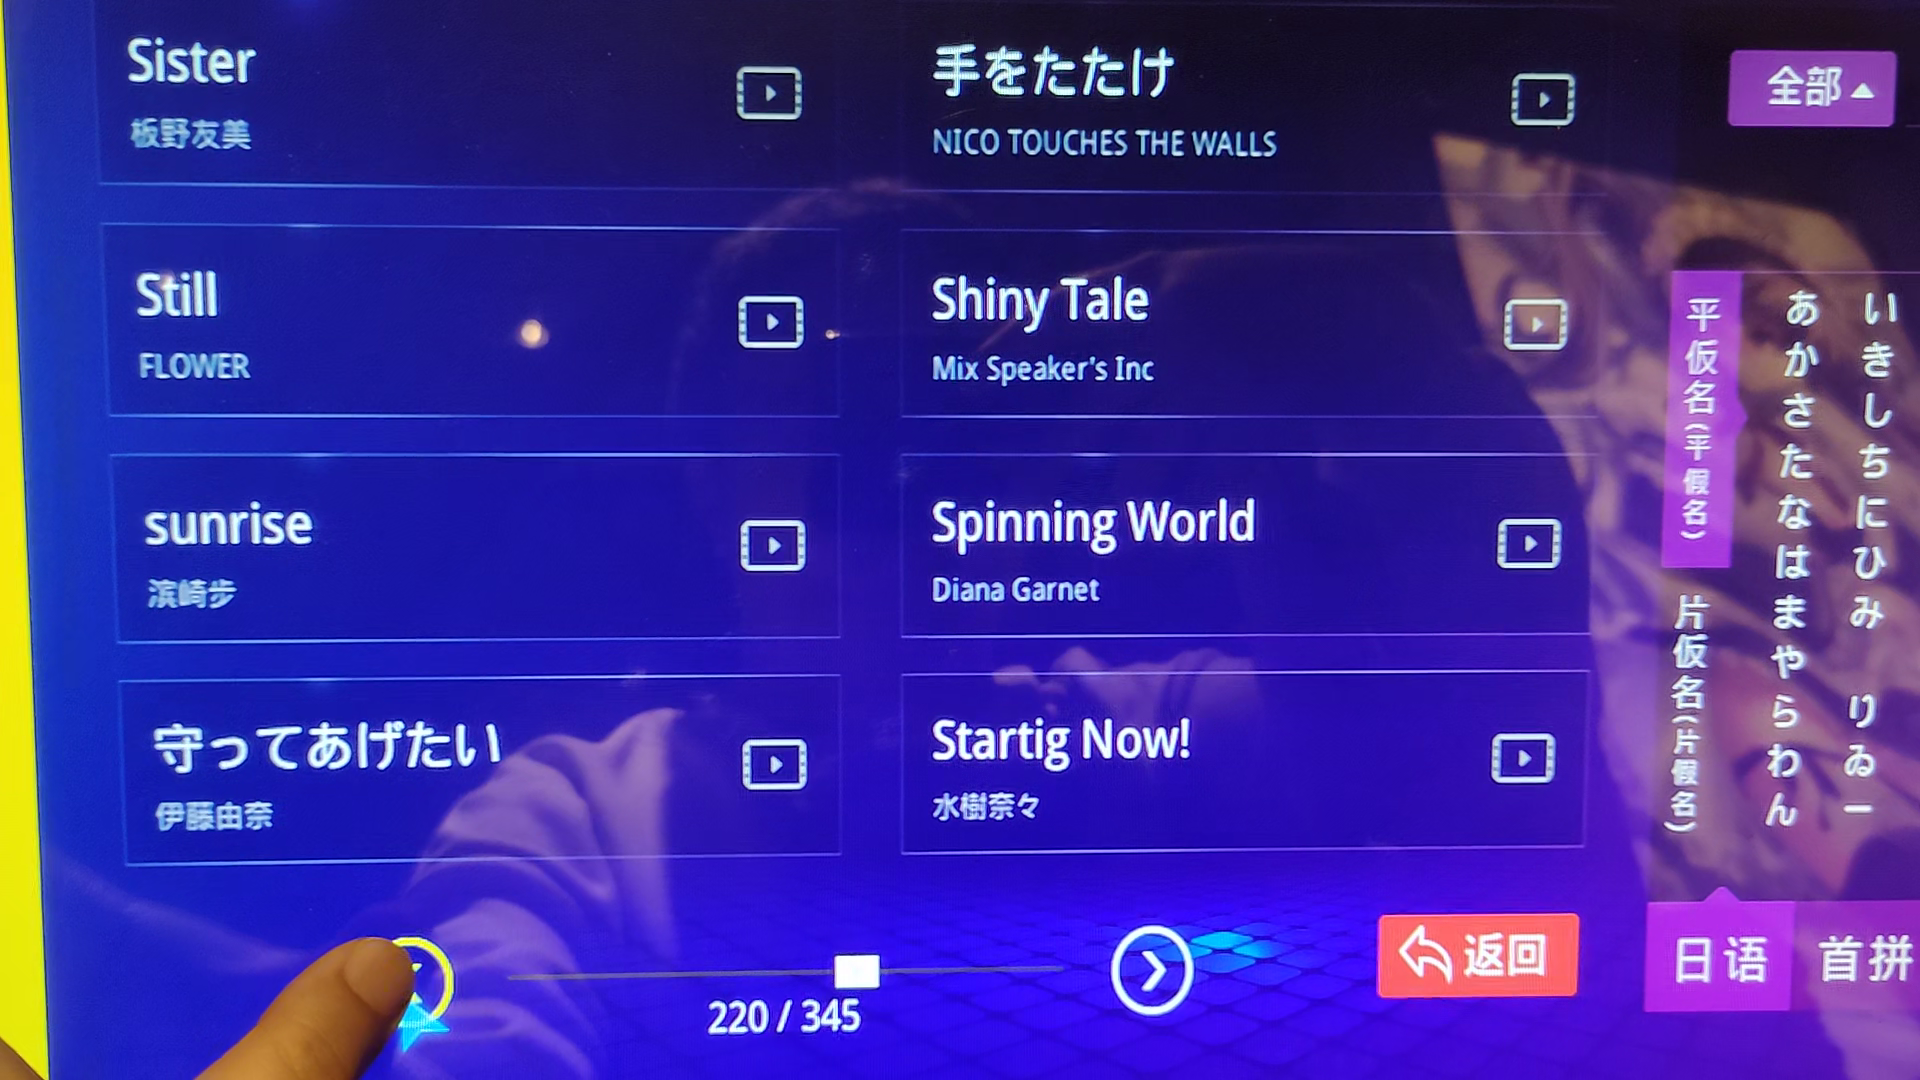 Sister
板野友美
手をたたけ
NICO TOUCHES THE WALLS
Still
FLOWER
Shiny Tale
Mix Speaker's Inc
sunrise
滨崎步
Spinning World
Diana Garnet
守ってあげたい
伊藤由奈
Startig Now!
水樹奈々
220 / 345
返回
全部
平仮名(平假名)
片仮名(片假名)
あかさたなはまやらわん
いきしちにひみ りゐー
日语
首拼